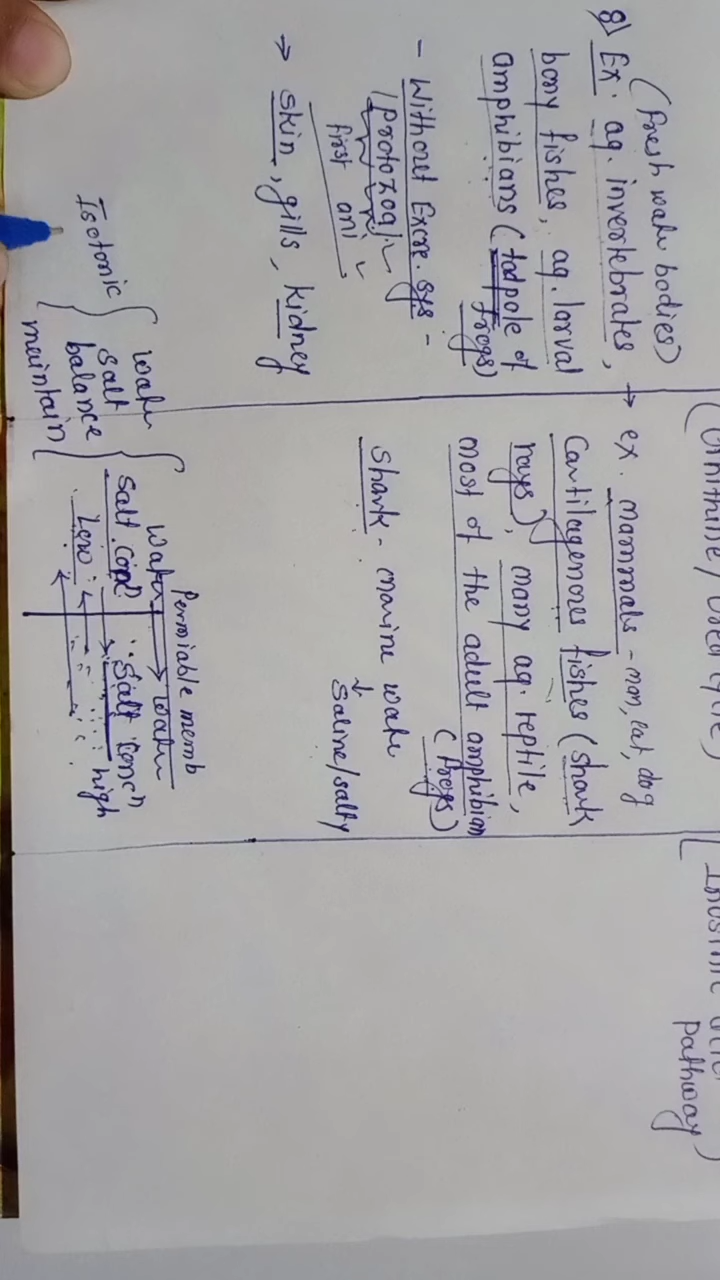 (fresh water bodies)
8) Ex. aq. invertebrates,
bony fishes, aq. larval
amphibians (tadpole of
frogs)
- Without Excre. sys -
(protozoa)
first ani
→ skin, gills, kidney
→ ex. mammals - man, cat, dog
Cartilagenores fishes (shark
rays), many aq. reptile,
most of the adult amphibian
(frogs)
shark - marine water
↓
Saline/salty
pathway)
Isotonic { water
salt
balance
maintain {
Permiable memb
water → water
Salt concn
Low
Salt concn
high